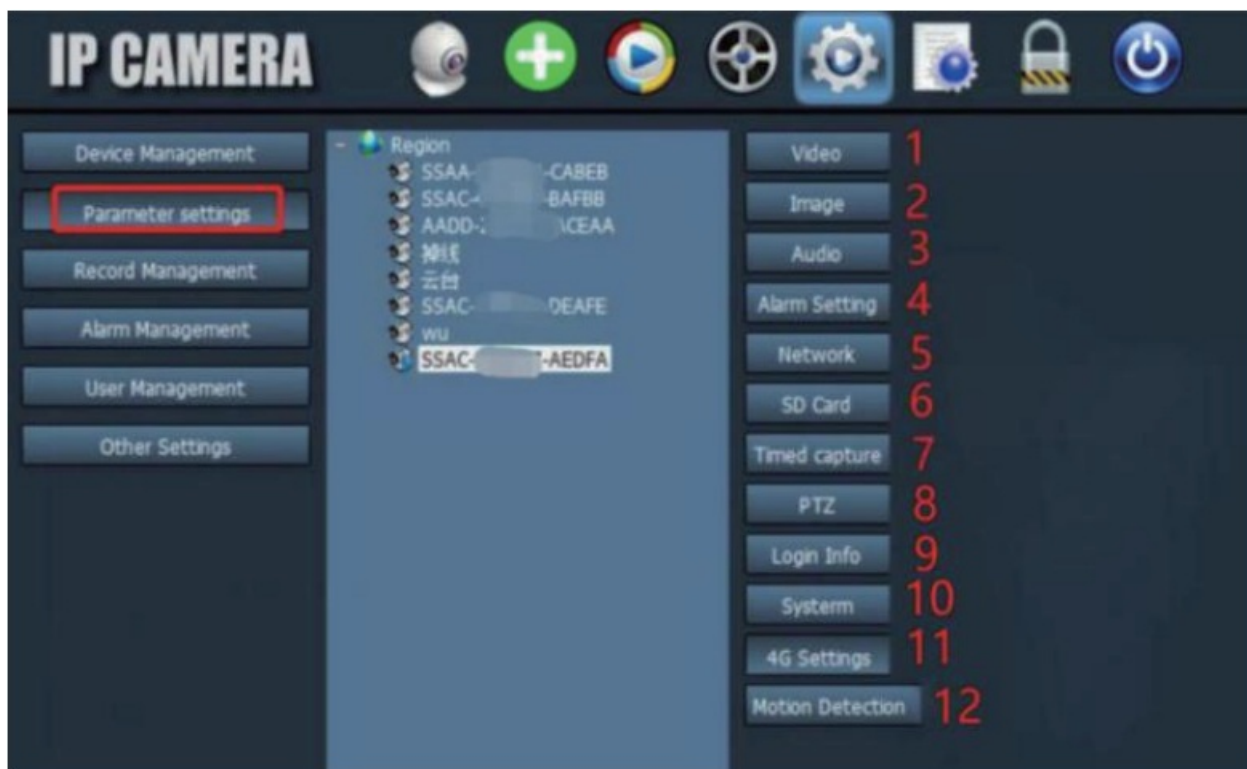 IP CAMERA
Device Management
Parameter settings
Record Management
Alarm Management
User Management
Other Settings
Region
SSAA- -CABEB
SSAC- -BAFBB
AADD- ACEAA
掉线
云台
SSAC- DEAFE
wu
SSAC- -AEDFA
Video 1
Image 2
Audio 3
Alarm Setting 4
Network 5
SD Card 6
Timed capture 7
PTZ 8
Login Info 9
Systerm 10
4G Settings 11
Motion Detection 12